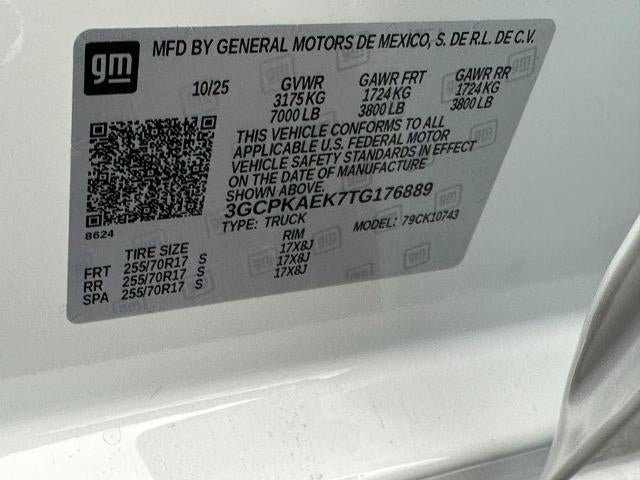 gm
MFD BY GENERAL MOTORS DE MEXICO, S. DE R.L. DE C.V.
10/25 GVWR GAWR FRT GAWR RR
3175 KG 1724 KG 1724 KG
7000 LB 3800 LB 3800 LB
THIS VEHICLE CONFORMS TO ALL
APPLICABLE U.S. FEDERAL MOTOR
VEHICLE SAFETY STANDARDS IN EFFECT
ON THE DATE OF MANUFACTURE
SHOWN ABOVE.
3GCPKAEK7TG176889
TYPE: TRUCK MODEL: 79CK10743
8624
TIRE SIZE RIM
FRT 255/70R17 S 17X8J
RR 255/70R17 S 17X8J
SPA 255/70R17 S 17X8J